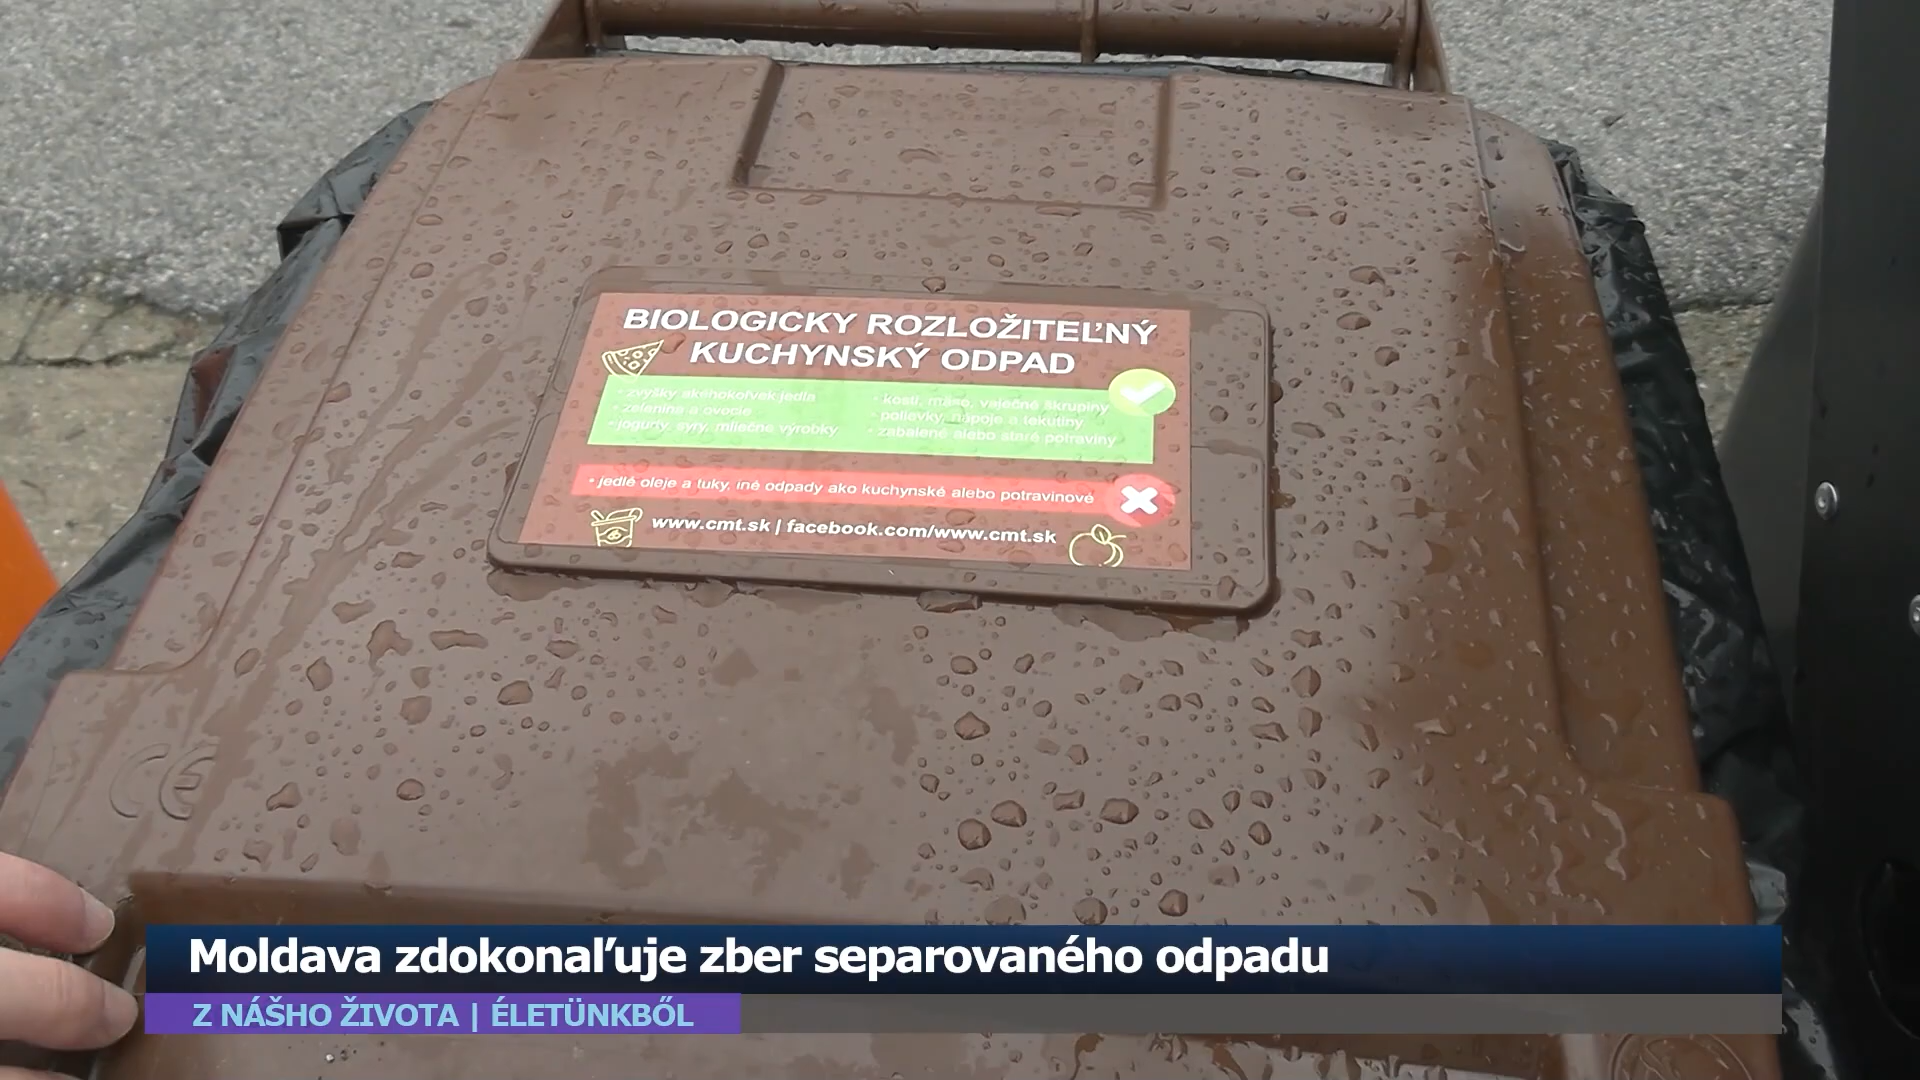 BIOLOGICKY ROZLOŽITEĽNÝ
KUCHYNSKÝ ODPAD
• zvyšky akéhokoľvek jedla
• zelenina a ovocie
• jogurty, syry, mliečne výrobky
• kosti, mäso, vaječné škrupiny
• polievky, nápoje a tekutiny
• zabalené alebo staré potraviny
• jedlé oleje a tuky, iné odpady ako kuchynské alebo potravinové
www.cmt.sk | facebook.com/www.cmt.sk
CE
Moldava zdokonaľuje zber separovaného odpadu
Z NÁŠHO ŽIVOTA | ÉLETÜNKBŐL